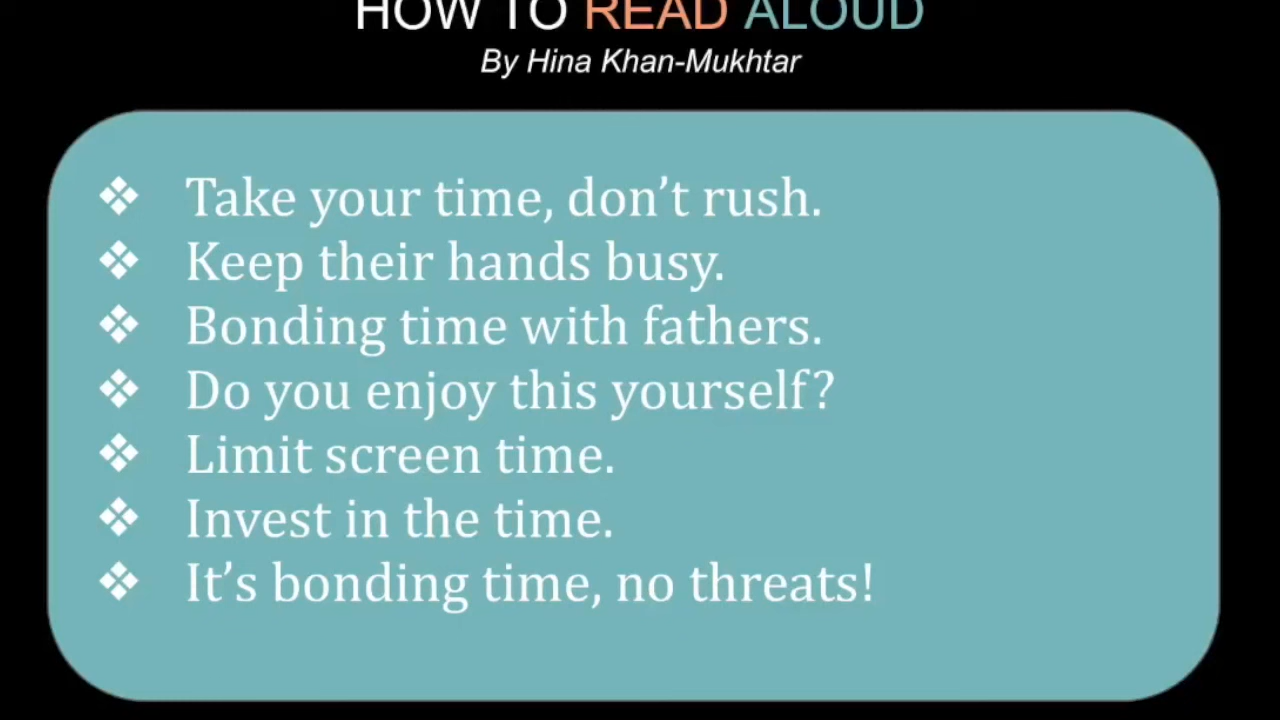 HOW TO READ ALOUD
By Hina Khan-Mukhtar
❖ Take your time, don’t rush.
❖ Keep their hands busy.
❖ Bonding time with fathers.
❖ Do you enjoy this yourself?
❖ Limit screen time.
❖ Invest in the time.
❖ It’s bonding time, no threats!